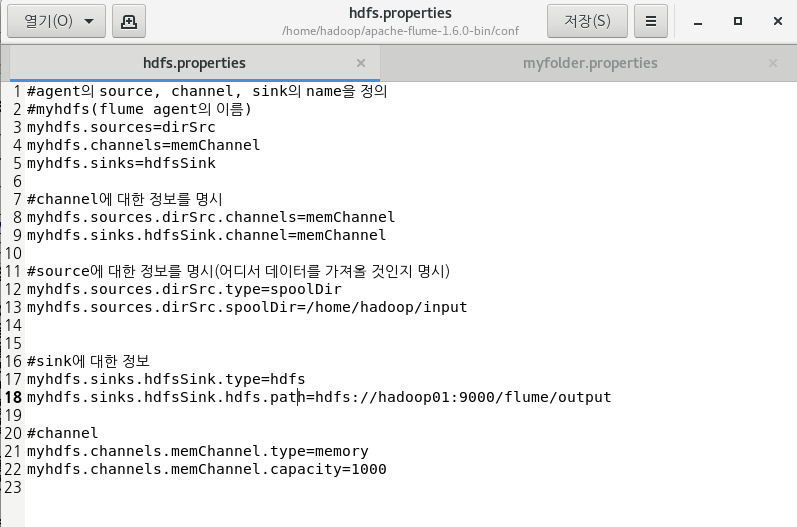 열기(O)
hdfs.properties
/home/hadoop/apache-flume-1.6.0-bin/conf
저장(S)
hdfs.properties
myfolder.properties
1 #agent의 source, channel, sink의 name을 정의
2 #myhdfs(flume agent의 이름)
3 myhdfs.sources=dirSrc
4 myhdfs.channels=memChannel
5 myhdfs.sinks=hdfsSink
6
7 #channel에 대한 정보를 명시
8 myhdfs.sources.dirSrc.channels=memChannel
9 myhdfs.sinks.hdfsSink.channel=memChannel
10
11 #source에 대한 정보를 명시(어디서 데이터를 가져올 것인지 명시)
12 myhdfs.sources.dirSrc.type=spoolDir
13 myhdfs.sources.dirSrc.spoolDir=/home/hadoop/input
14
15
16 #sink에 대한 정보
17 myhdfs.sinks.hdfsSink.type=hdfs
18 myhdfs.sinks.hdfsSink.hdfs.path=hdfs://hadoop01:9000/flume/output
19
20 #channel
21 myhdfs.channels.memChannel.type=memory
22 myhdfs.channels.memChannel.capacity=1000
23